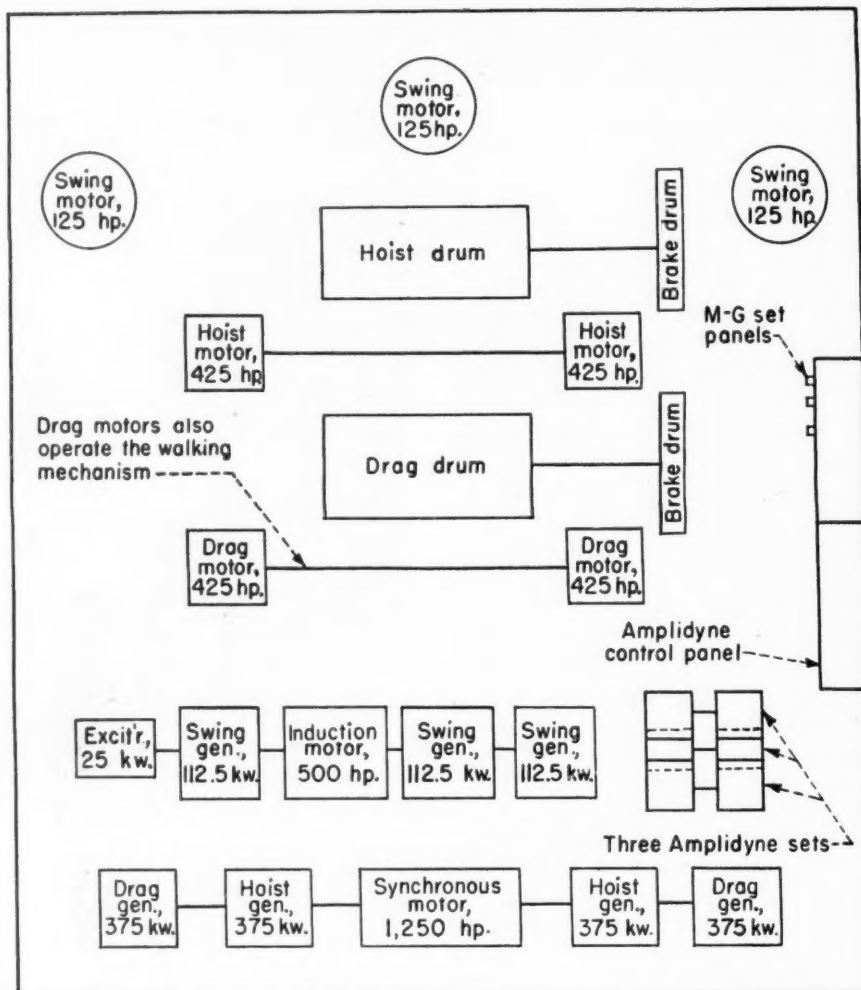 Swing
motor,
125 hp.
Swing
motor,
125 hp.
Swing
motor,
125 hp.
Hoist drum
Brake drum
M-G set
panels
Hoist
motor,
425 hp
Hoist
motor,
425 hp.
Drag motors also
operate the walking
mechanism
Drag drum
Brake drum
Drag
motor,
425 hp.
Drag
motor,
425 hp.
Amplidyne
control panel
Excit'r.,
25 kw.
Swing
gen.,
112.5 kw.
Induction
motor,
500 hp.
Swing
gen.,
112.5 kw.
Swing
gen.,
112.5 kw.
Three Amplidyne sets
Drag
gen.,
375 kw.
Hoist
gen.,
375 kw.
Synchronous
motor,
1,250 hp.
Hoist
gen.,
375 kw.
Drag
gen.,
375 kw.